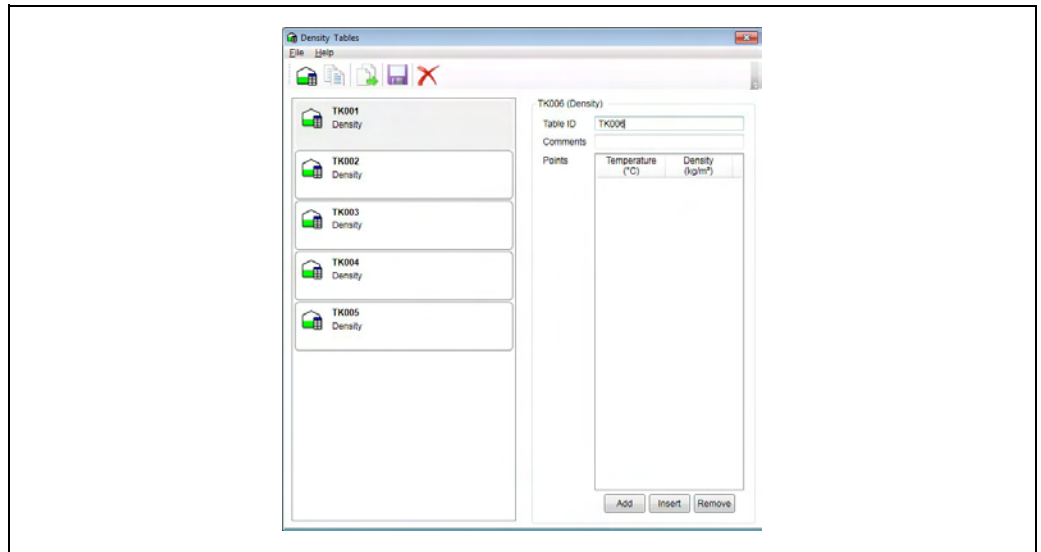 Density Tables
File Help
TK001
Density
TK002
Density
TK003
Density
TK004
Density
TK005
Density
TK006 (Density)
Table ID TK006
Comments
Points Temperature (°C) Density (kg/m³)
Add Insert Remove